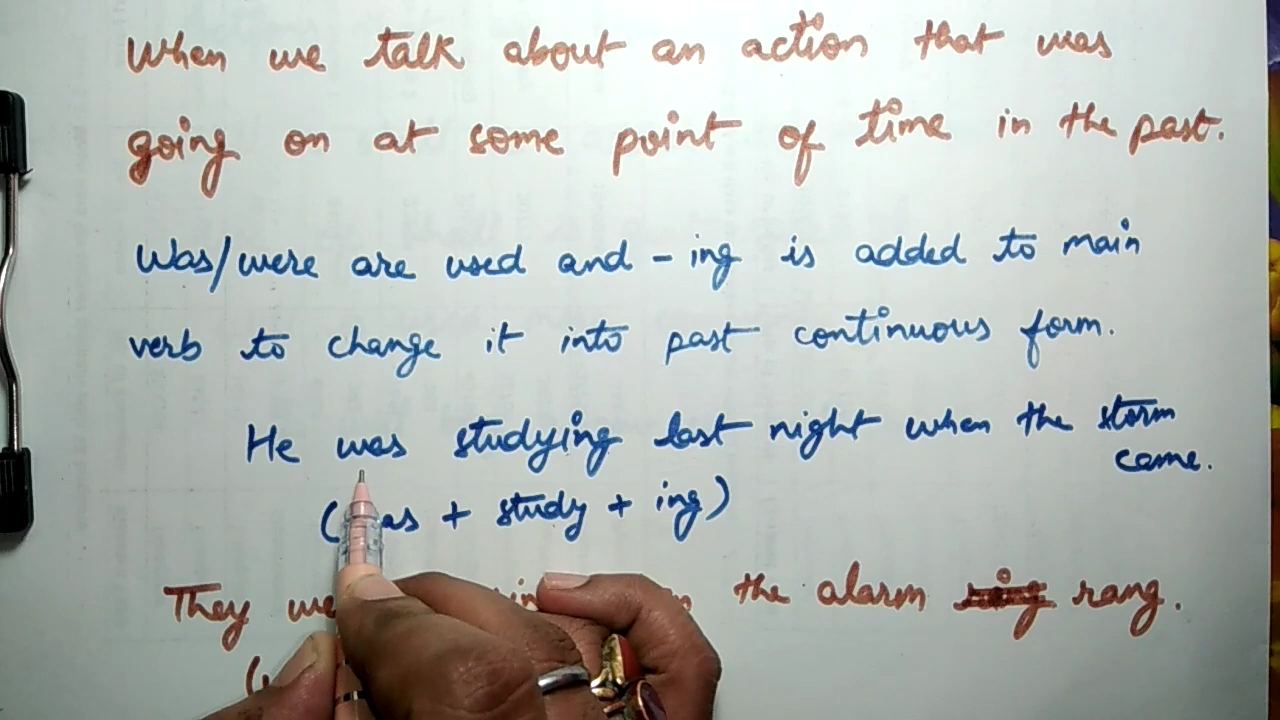 When we talk about an action that was
going on at some point of time in the past.
Was/were are used and -ing is added to main
verb to change it into past continuous form.
He was studying last night when the storm
came.
( as + study + ing)
They the alarm rang.